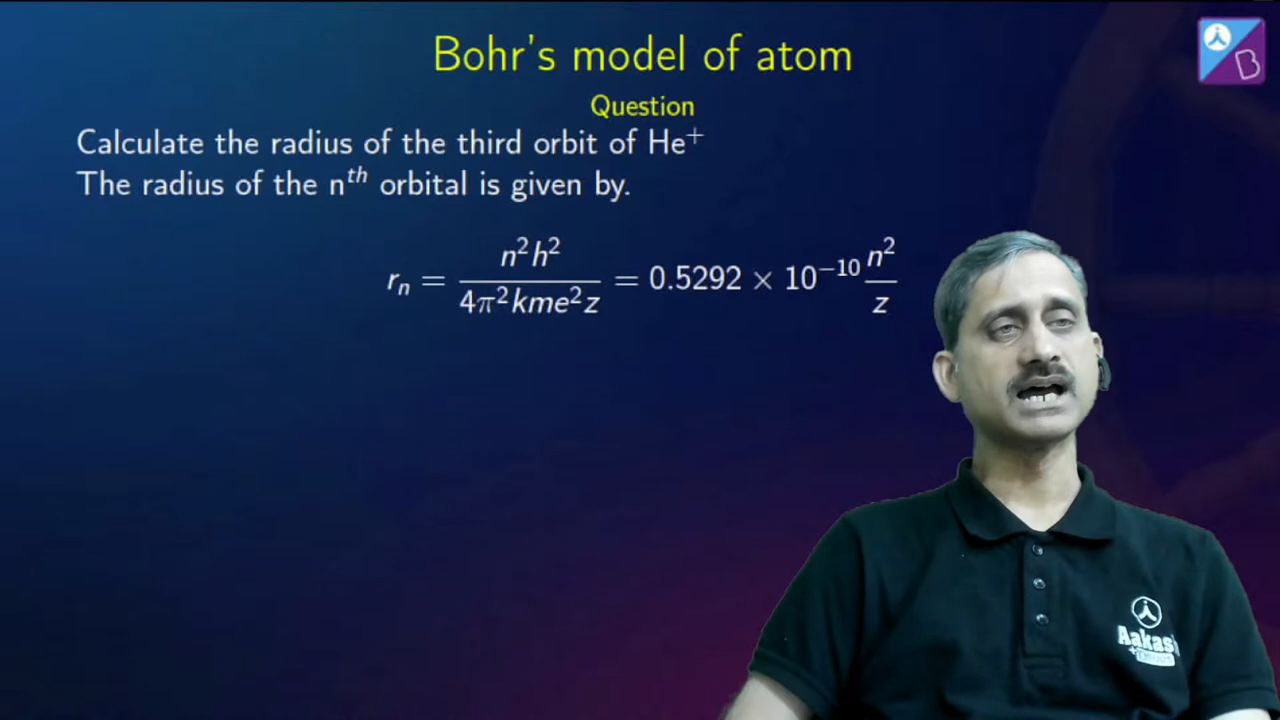 Bohr's model of atom
Question
Calculate the radius of the third orbit of He⁺
The radius of the nᵗʰ orbital is given by.
rₙ = n²h² / 4π²kme²z = 0.5292 × 10⁻¹⁰ n² / z
B
Aakash